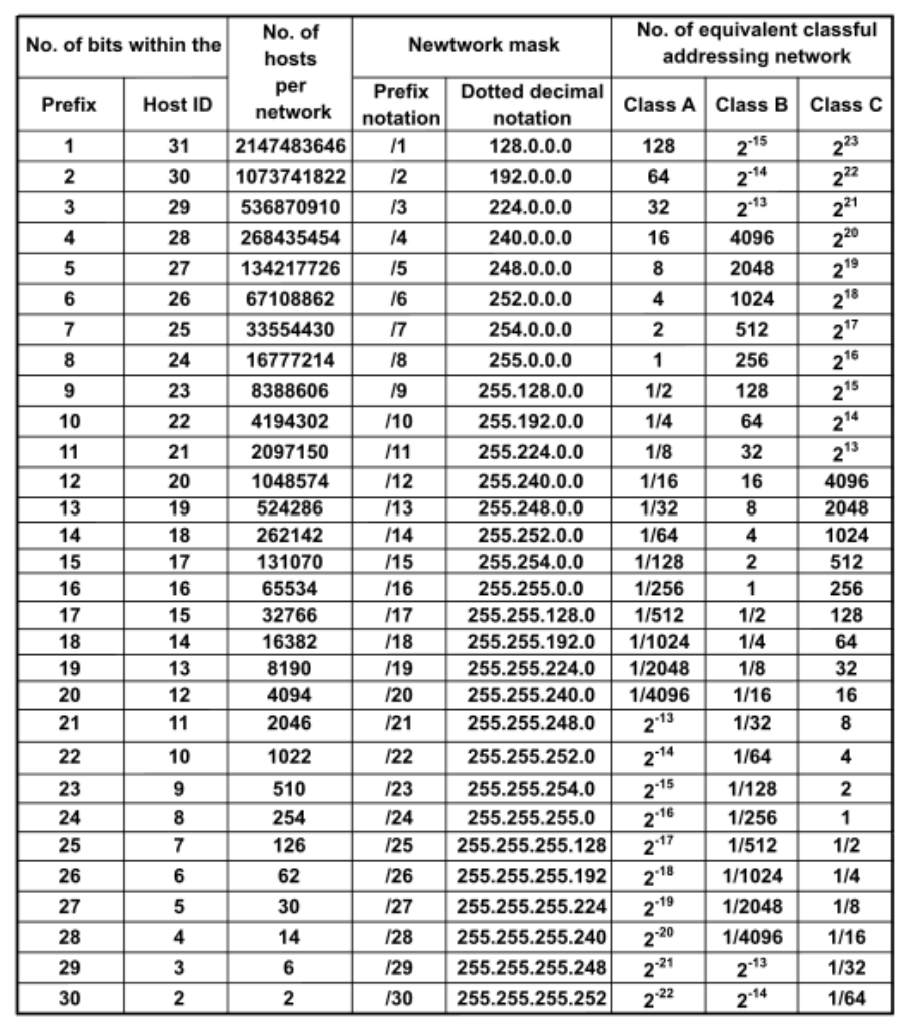 No. of bits within the No. of hosts per network Newtwork mask No. of equivalent classful addressing network
Prefix Host ID Prefix notation Dotted decimal notation Class A Class B Class C
1 31 2147483646 /1 128.0.0.0 128 2^-15 2^23
2 30 1073741822 /2 192.0.0.0 64 2^-14 2^22
3 29 536870910 /3 224.0.0.0 32 2^-13 2^21
4 28 268435454 /4 240.0.0.0 16 4096 2^20
5 27 134217726 /5 248.0.0.0 8 2048 2^19
6 26 67108862 /6 252.0.0.0 4 1024 2^18
7 25 33554430 /7 254.0.0.0 2 512 2^17
8 24 16777214 /8 255.0.0.0 1 256 2^16
9 23 8388606 /9 255.128.0.0 1/2 128 2^15
10 22 4194302 /10 255.192.0.0 1/4 64 2^14
11 21 2097150 /11 255.224.0.0 1/8 32 2^13
12 20 1048574 /12 255.240.0.0 1/16 16 4096
13 19 524286 /13 255.248.0.0 1/32 8 2048
14 18 262142 /14 255.252.0.0 1/64 4 1024
15 17 131070 /15 255.254.0.0 1/128 2 512
16 16 65534 /16 255.255.0.0 1/256 1 256
17 15 32766 /17 255.255.128.0 1/512 1/2 128
18 14 16382 /18 255.255.192.0 1/1024 1/4 64
19 13 8190 /19 255.255.224.0 1/2048 1/8 32
20 12 4094 /20 255.255.240.0 1/4096 1/16 16
21 11 2046 /21 255.255.248.0 2^-13 1/32 8
22 10 1022 /22 255.255.252.0 2^-14 1/64 4
23 9 510 /23 255.255.254.0 2^-15 1/128 2
24 8 254 /24 255.255.255.0 2^-16 1/256 1
25 7 126 /25 255.255.255.128 2^-17 1/512 1/2
26 6 62 /26 255.255.255.192 2^-18 1/1024 1/4
27 5 30 /27 255.255.255.224 2^-19 1/2048 1/8
28 4 14 /28 255.255.255.240 2^-20 1/4096 1/16
29 3 6 /29 255.255.255.248 2^-21 2^-13 1/32
30 2 2 /30 255.255.255.252 2^-22 2^-14 1/64